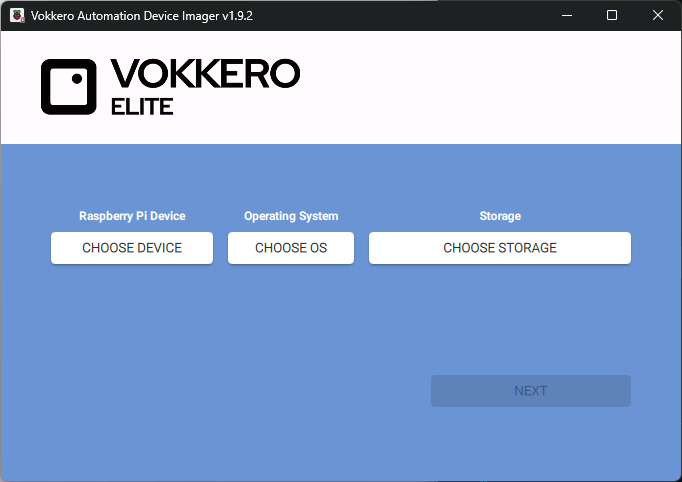 Vokkero Automation Device Imager v1.9.2
VOKKERO
ELITE
Raspberry Pi Device Operating System Storage
CHOOSE DEVICE CHOOSE OS CHOOSE STORAGE
NEXT